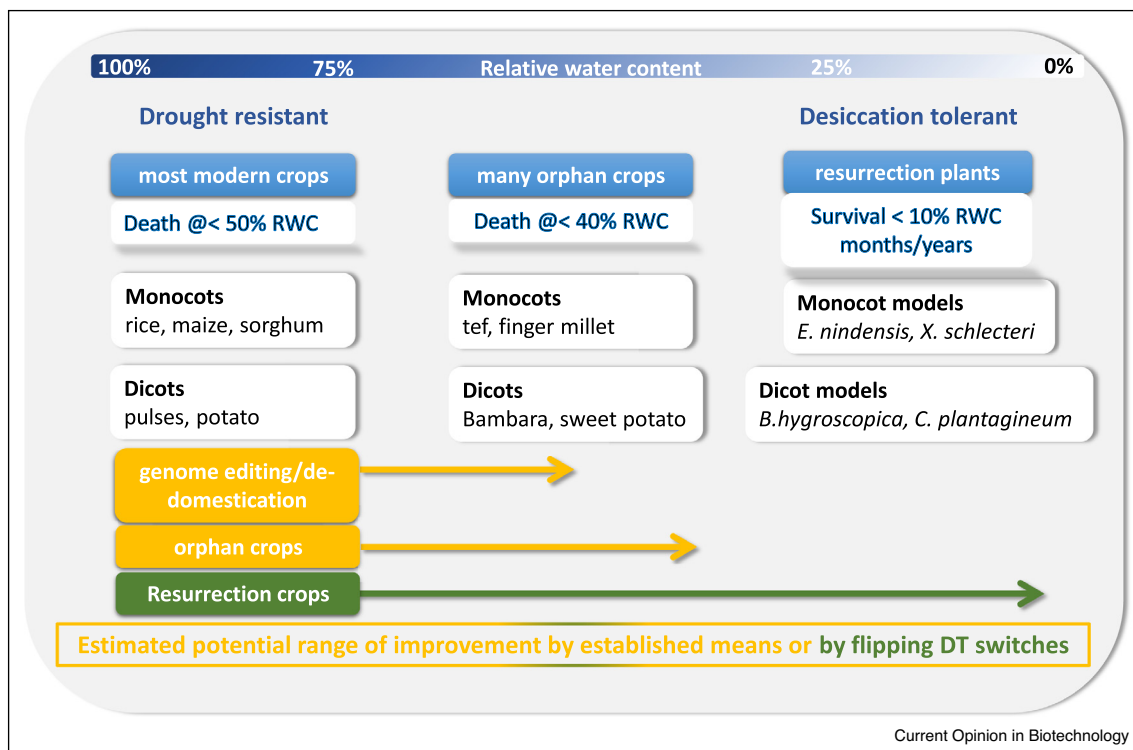 100% 75% Relative water content 25% 0%
Drought resistant
Desiccation tolerant
most modern crops
Death @< 50% RWC
many orphan crops
Death @< 40% RWC
resurrection plants
Survival < 10% RWC
months/years
Monocots
rice, maize, sorghum
Monocots
tef, finger millet
Monocot models
E. nindensis, X. schlecteri
Dicots
pulses, potato
Dicots
Bambara, sweet potato
Dicot models
B.hygroscopica, C. plantagineum
genome editing/de-
domestication
orphan crops
Resurrection crops
Estimated potential range of improvement by established means or by flipping DT switches
Current Opinion in Biotechnology